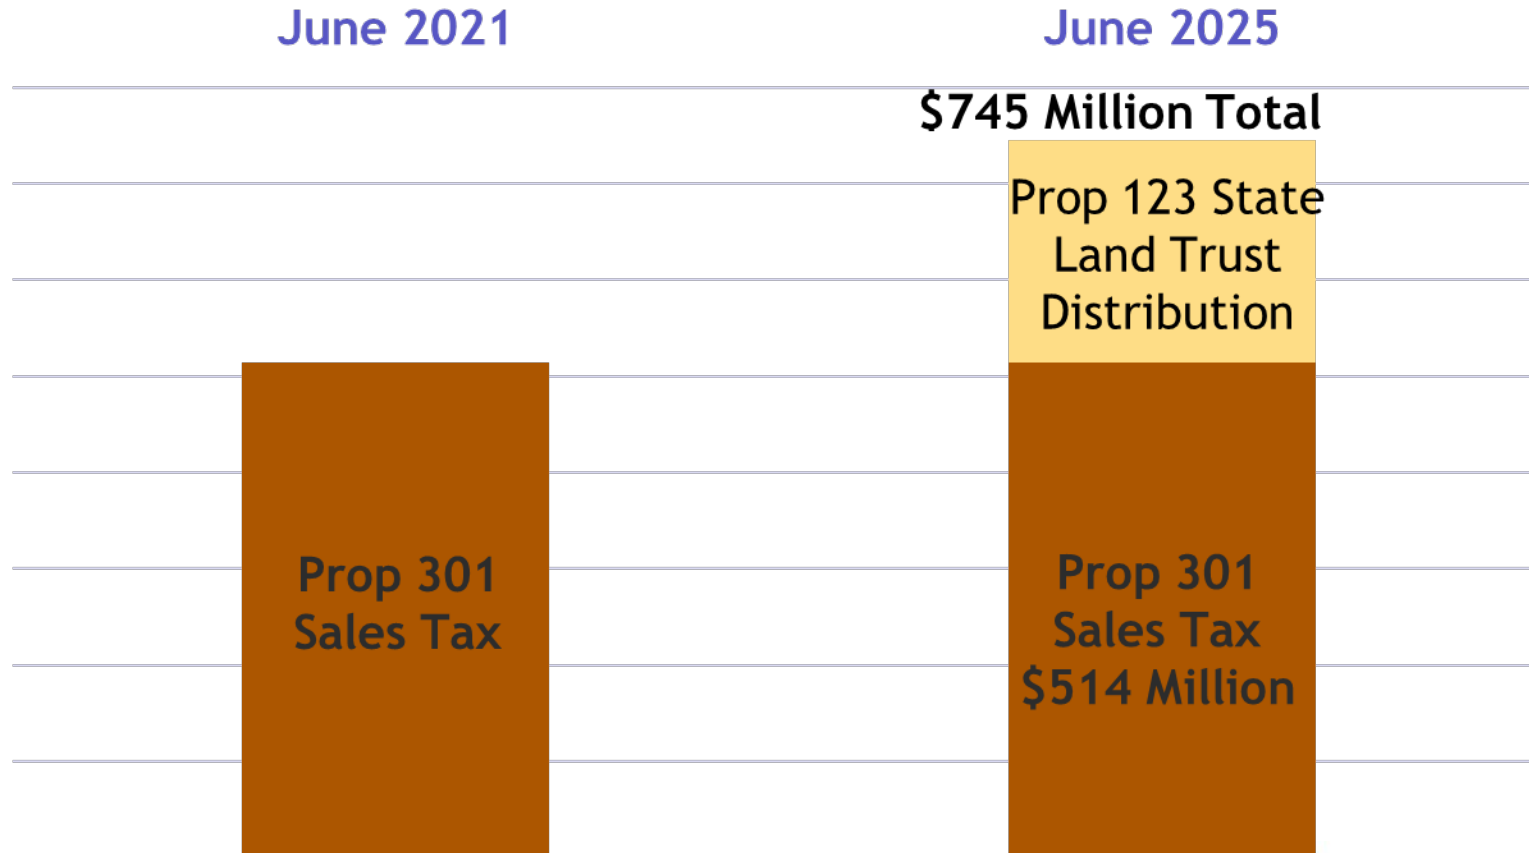 June 2021
June 2025
$745 Million Total
Prop 123 State
Land Trust
Distribution
Prop 301
Sales Tax
Prop 301
Sales Tax
$514 Million